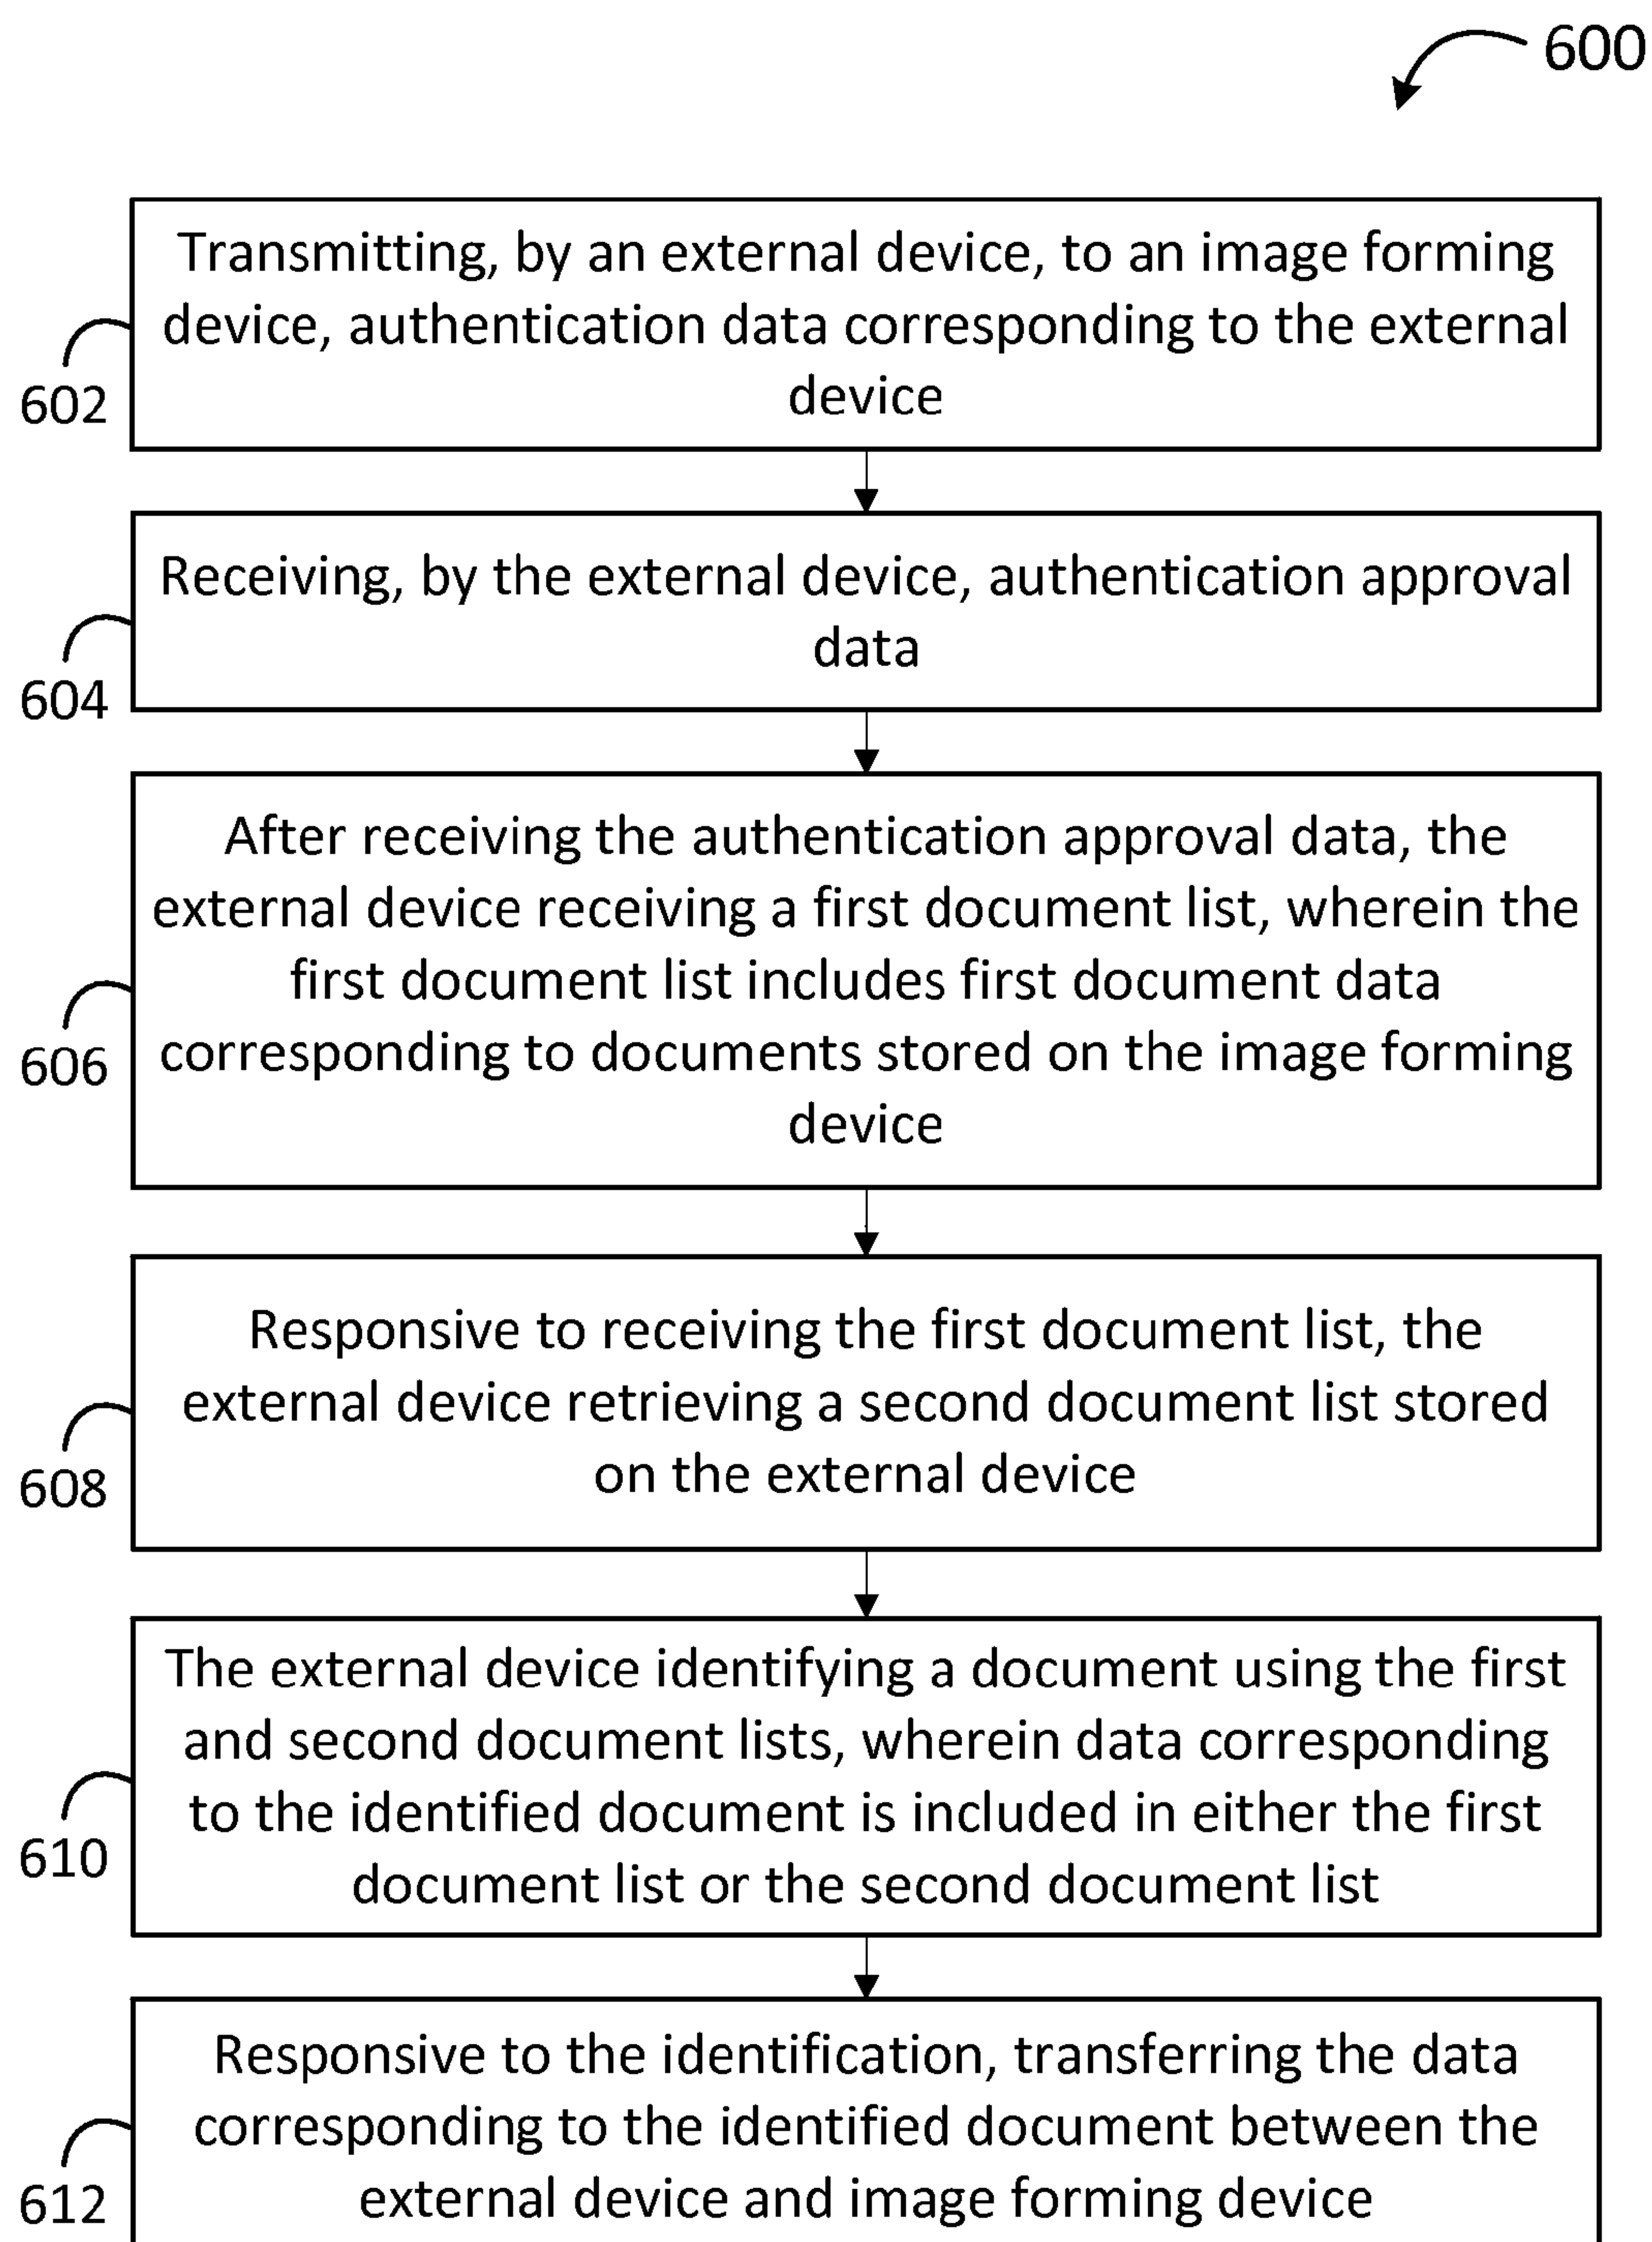 600
Transmitting, by an external device, to an image forming
device, authentication data corresponding to the external
device
602
Receiving, by the external device, authentication approval
data
604
After receiving the authentication approval data, the
external device receiving a first document list, wherein the
first document list includes first document data
corresponding to documents stored on the image forming
device
606
Responsive to receiving the first document list, the
external device retrieving a second document list stored
on the external device
608
The external device identifying a document using the first
and second document lists, wherein data corresponding
to the identified document is included in either the first
document list or the second document list
610
Responsive to the identification, transferring the data
corresponding to the identified document between the
external device and image forming device
612